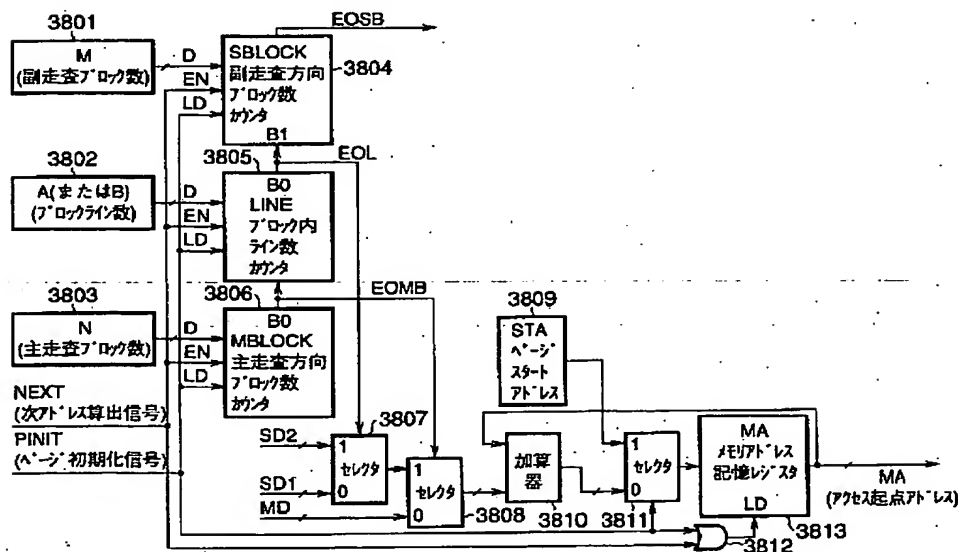 EOSB
3801
M
(副走査ブロック数)
D
EN
LD
SBLOCK
副走査方向
ブロック数
カウンタ
B1
3804
3802
A(またはB)
(ブロックライン数)
D
EN
LD
3805
EOL
B0
LINE
ブロック内
ライン数
カウンタ
3803
N
(主走査ブロック数)
D
EN
LD
3806
EOMB
B0
MBLOCK
主走査方向
ブロック数
カウンタ
3809
STA
ページ
スタート
アドレス
NEXT
(次アドレス算出信号)
PINIT
(ページ初期化信号)
3807
SD2
1
セレクタ
SD1
0
MD
1
セレクタ
0
3808
加算
器
3810
1
セレクタ
0
3811
MA
メモリアドレス
記憶レジスタ
LD
3813
3812
MA
(アクセス起点アドレス)